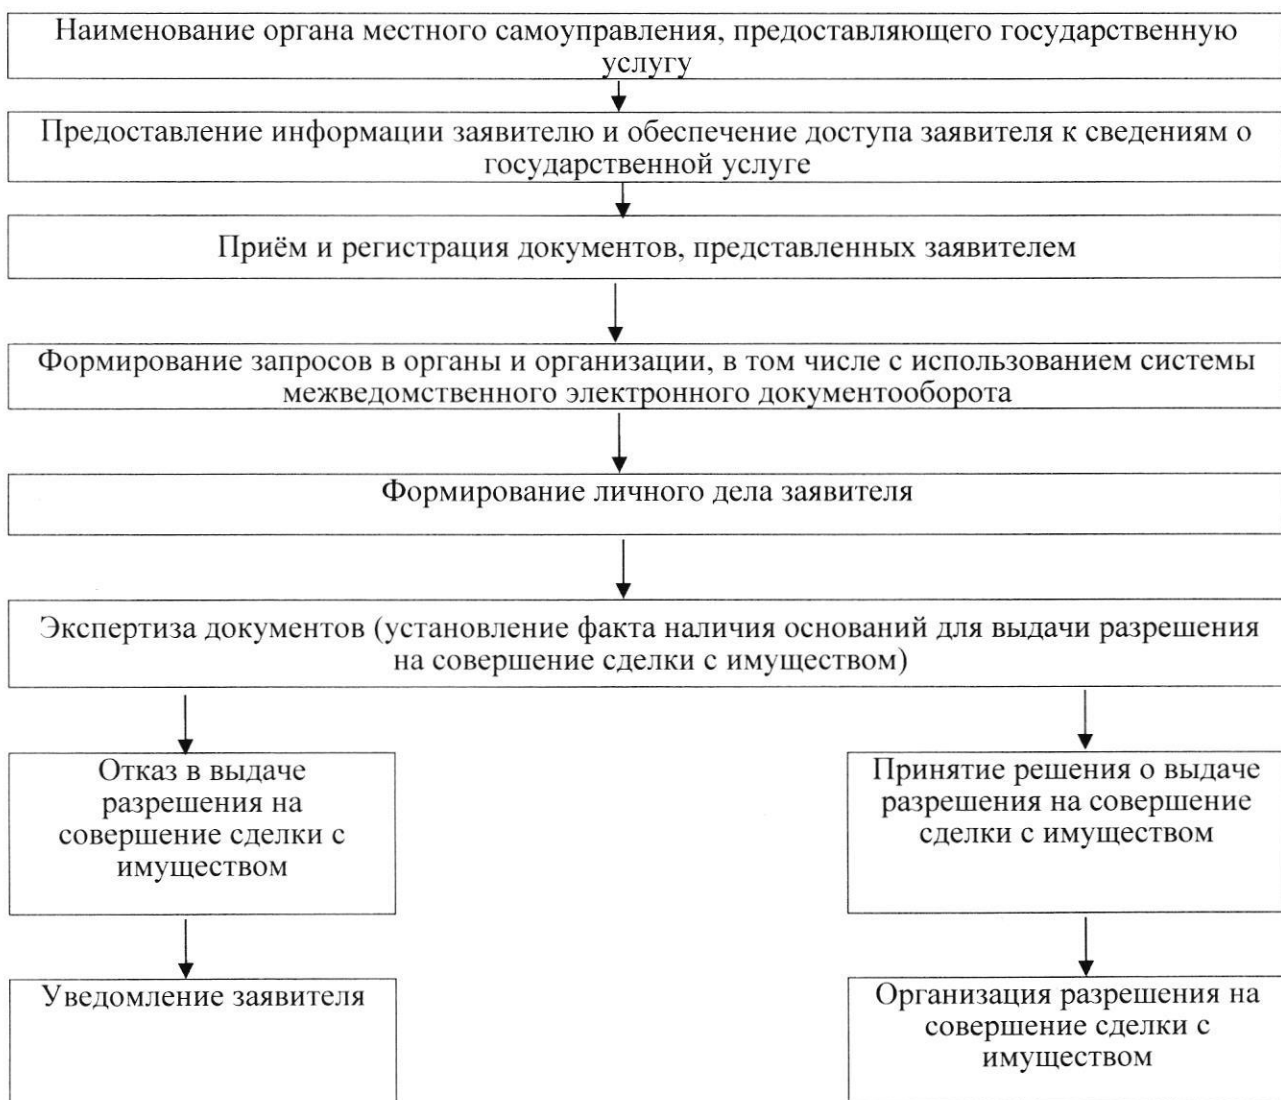 Наименование органа местного самоуправления, предоставляющего государственную
услугу
Предоставление информации заявителю и обеспечение доступа заявителя к сведениям о
государственной услуге
Приём и регистрация документов, представленных заявителем
Формирование запросов в органы и организации, в том числе с использованием системы
межведомственного электронного документооборота
Формирование личного дела заявителя
Экспертиза документов (установление факта наличия оснований для выдачи разрешения
на совершение сделки с имуществом)
Отказ в выдаче
разрешения на
совершение сделки с
имуществом
Принятие решения о выдаче
разрешения на совершение
сделки с имуществом
Уведомление заявителя
Организация разрешения на
совершение сделки с
имуществом